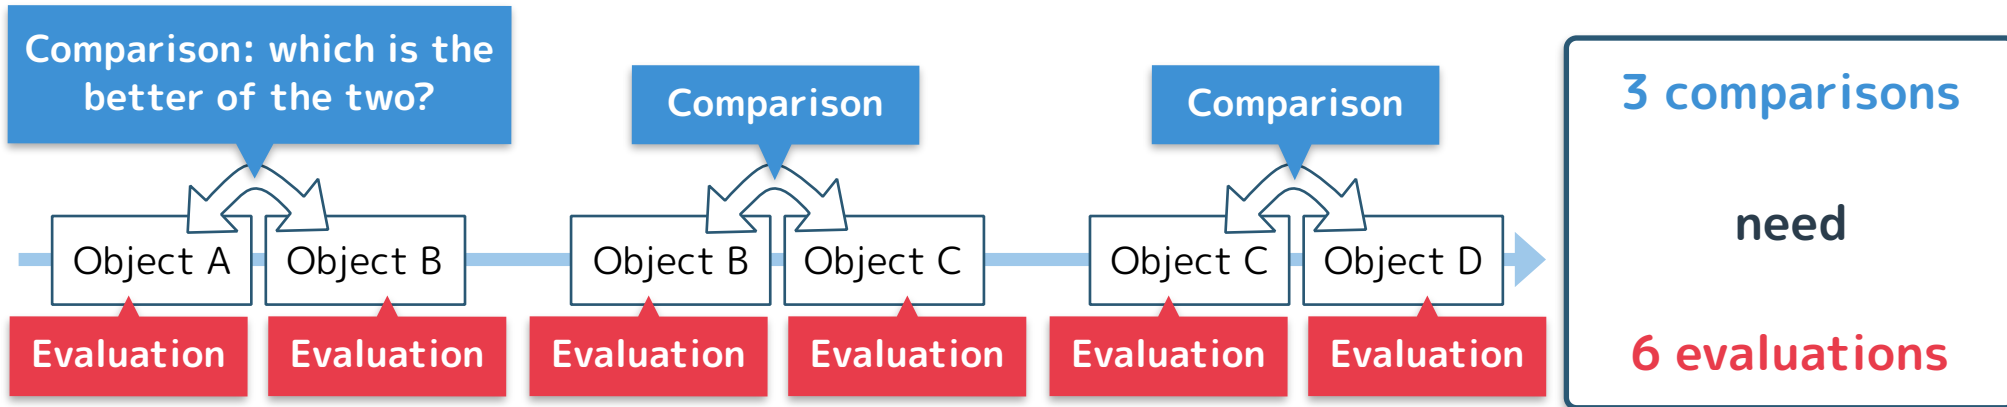 Comparison: which is the
better of the two?
Comparison
Comparison
Object A
Object B
Object B
Object C
Object C
Object D
Evaluation
Evaluation
Evaluation
Evaluation
Evaluation
Evaluation
3 comparisons
need
6 evaluations